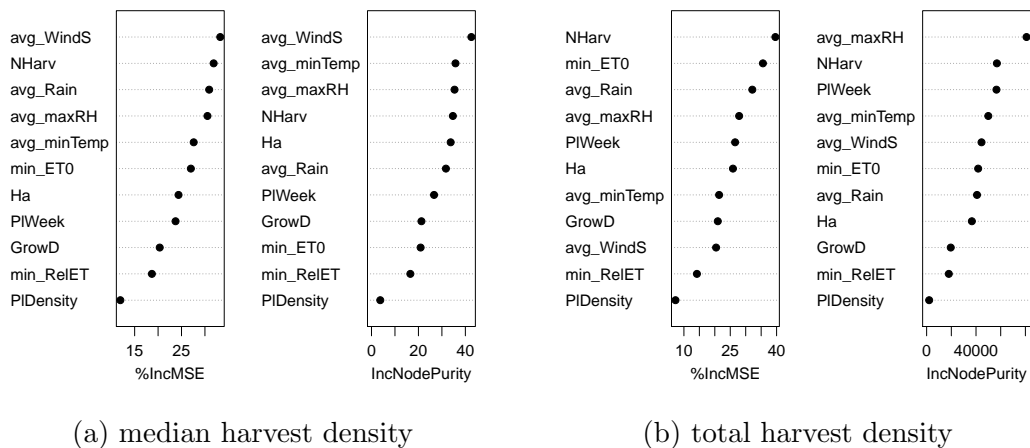 avg_WindS
NHarv
avg_Rain
avg_maxRH
avg_minTemp
min_ET0
Ha
PlWeek
GrowD
min_RelET
PlDensity
15 25
%IncMSE
avg_WindS
avg_minTemp
avg_maxRH
NHarv
Ha
avg_Rain
PlWeek
GrowD
min_ET0
min_RelET
PlDensity
0 20 40
IncNodePurity
(a) median harvest density
NHarv
min_ET0
avg_Rain
avg_maxRH
PlWeek
Ha
avg_minTemp
GrowD
avg_WindS
min_RelET
PlDensity
10 25 40
%IncMSE
avg_maxRH
NHarv
PlWeek
avg_minTemp
avg_WindS
min_ET0
avg_Rain
Ha
GrowD
min_RelET
PlDensity
0 40000
IncNodePurity
(b) total harvest density